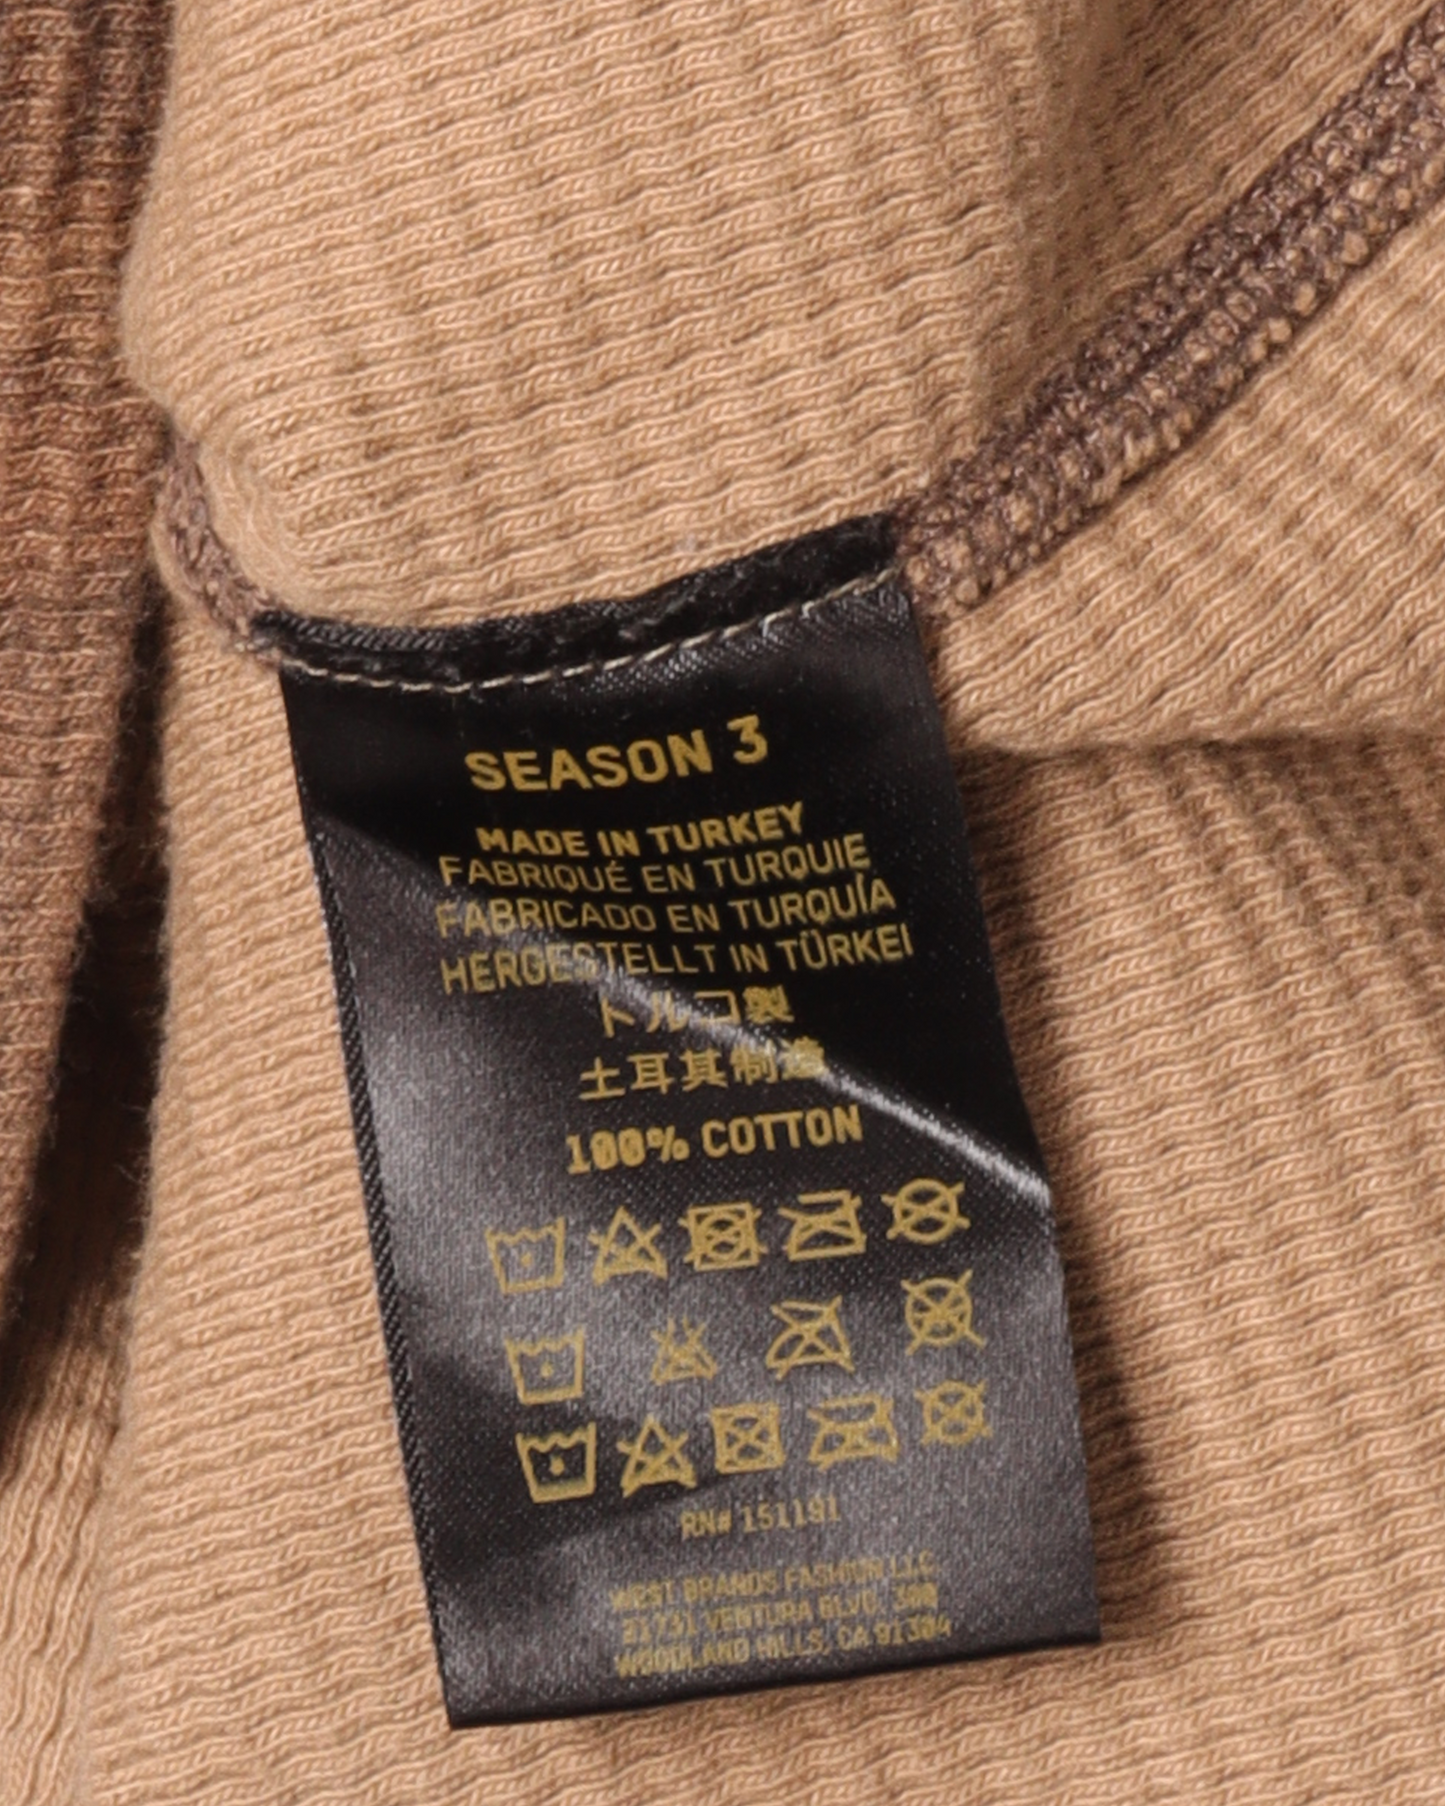 SEASON 3
MADE IN TURKEY
FABRIQUÉ EN TURQUIE
FABRICADO EN TURQUÍA
HERGESTELLT IN TÜRKEI
トルコ製
土耳其制造
100% COTTON
RN# 151191
WEST BRANDS FASHION LLC
21731 VENTURA BLVD. 300
WOODLAND HILLS, CA 91304